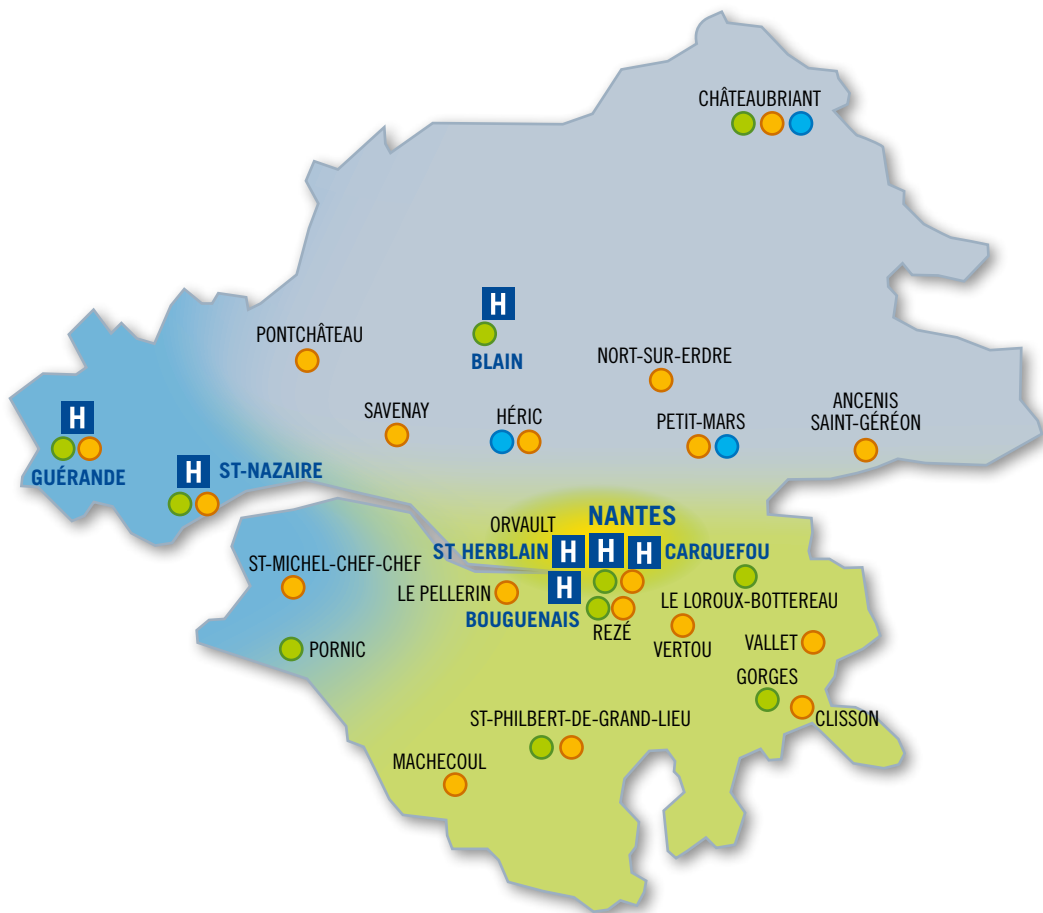 CHÂTEAUBRIANT
H
BLAIN
PONTCHÂTEAU
NORT-SUR-ERDRE
SAVENAY
HÉRIC
PETIT-MARS
ANCENIS
SAINT-GÉRÉON
H
GUÉRANDE
H ST-NAZAIRE
NANTES
ORVAULT
ST HERBLAIN H H H CARQUEFOU
ST-MICHEL-CHEF-CHEF
LE PELLERIN
H
BOUGUENAIS
REZÉ
LE LOROUX-BOTTEREAU
VERTOU
VALLET
PORNIC
GORGES
CLISSON
ST-PHILBERT-DE-GRAND-LIEU
MACHECOUL